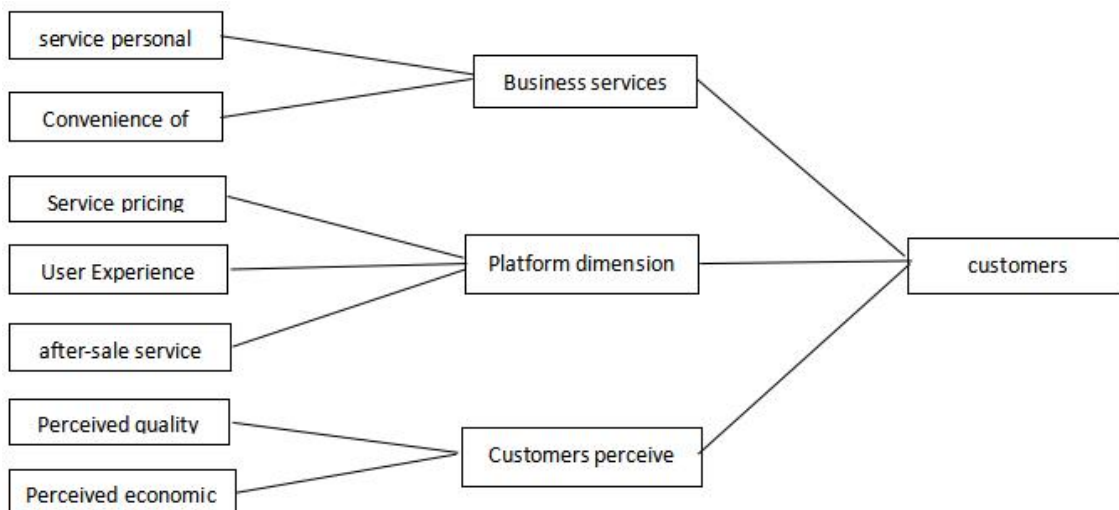 service personal
Convenience of
Service pricing
User Experience
after-sale service
Perceived quality
Perceived economic
Business services
Platform dimension
Customers perceive
customers